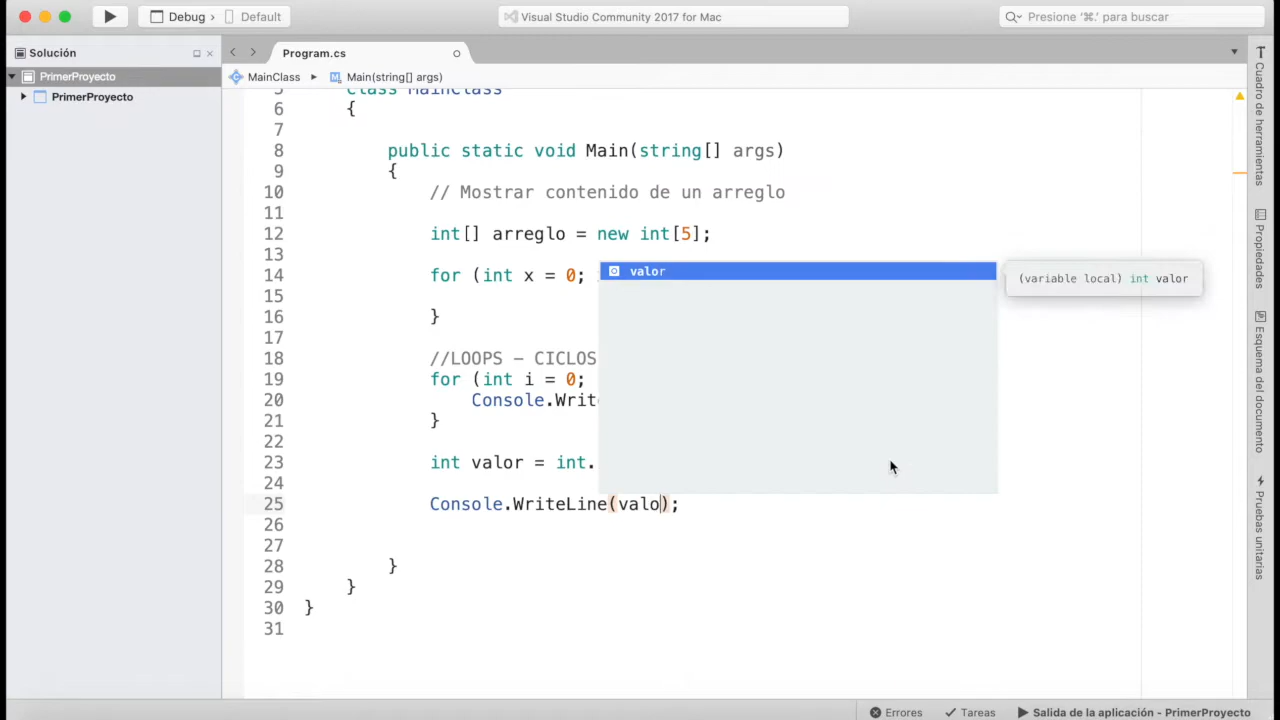 Debug › Default
Visual Studio Community 2017 for Mac
Presione '⌘.' para buscar
Solución
Program.cs
PrimerProyecto
MainClass ▸ Main(string[] args)
PrimerProyecto
5 class MainClass
6 {
7
8 public static void Main(string[] args)
9 {
10 // Mostrar contenido de un arreglo
11
12 int[] arreglo = new int[5];
13
14 for (int x = 0;
15
16 }
17
18 //LOOPS – CICLOS
19 for (int i = 0;
20 Console.Writ
21 }
22
23 int valor = int.
24
25 Console.WriteLine(valo);
26
27
28 }
29 }
30 }
31
valor
(variable local) int valor
Cuadro de herramientas
Propiedades
Esquema del documento
Pruebas unitarias
Errores
Tareas
Salida de la aplicación - PrimerProyecto